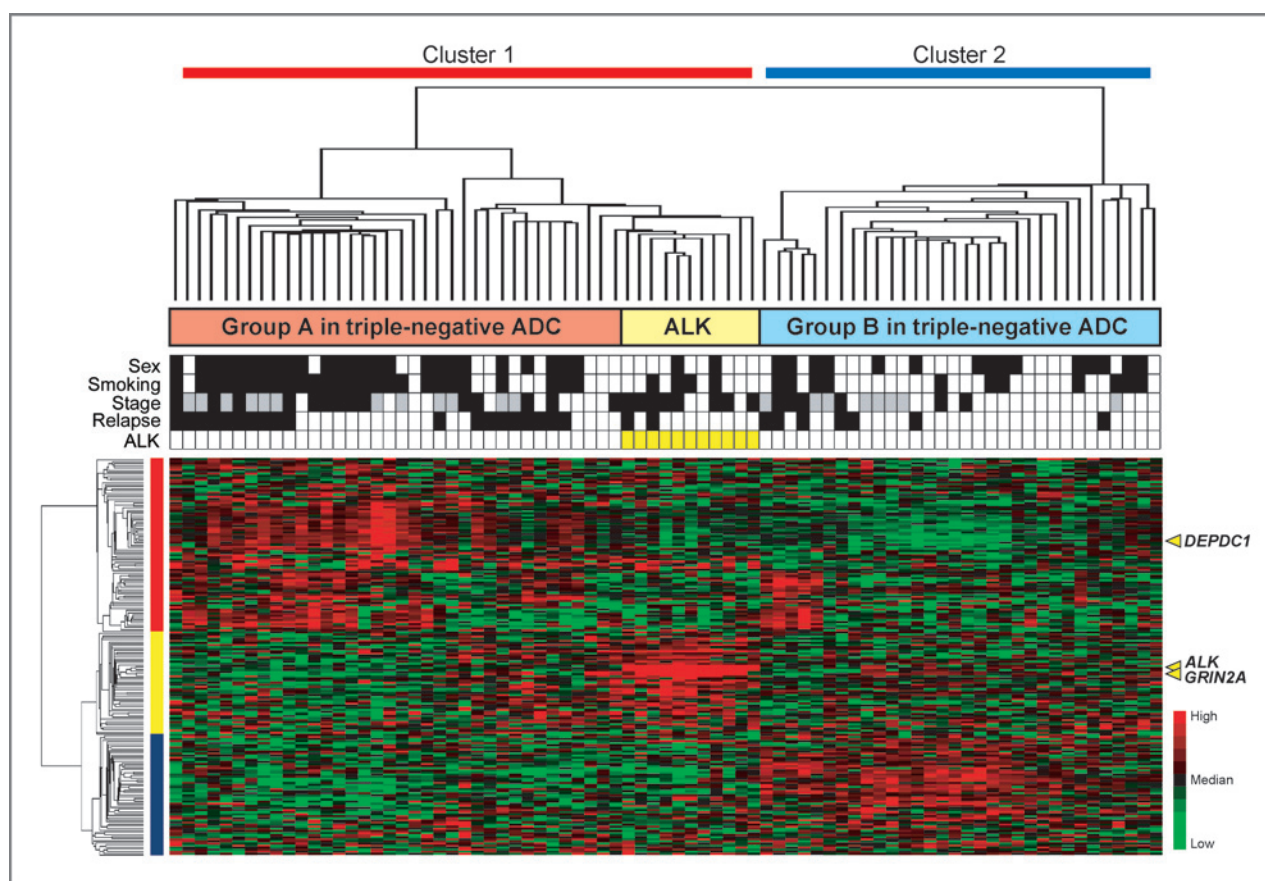 Cluster 1
Cluster 2
Group A in triple-negative ADC
ALK
Group B in triple-negative ADC
Sex
Smoking
Stage
Relapse
ALK
DEPDC1
ALK
GRIN2A
High
Median
Low